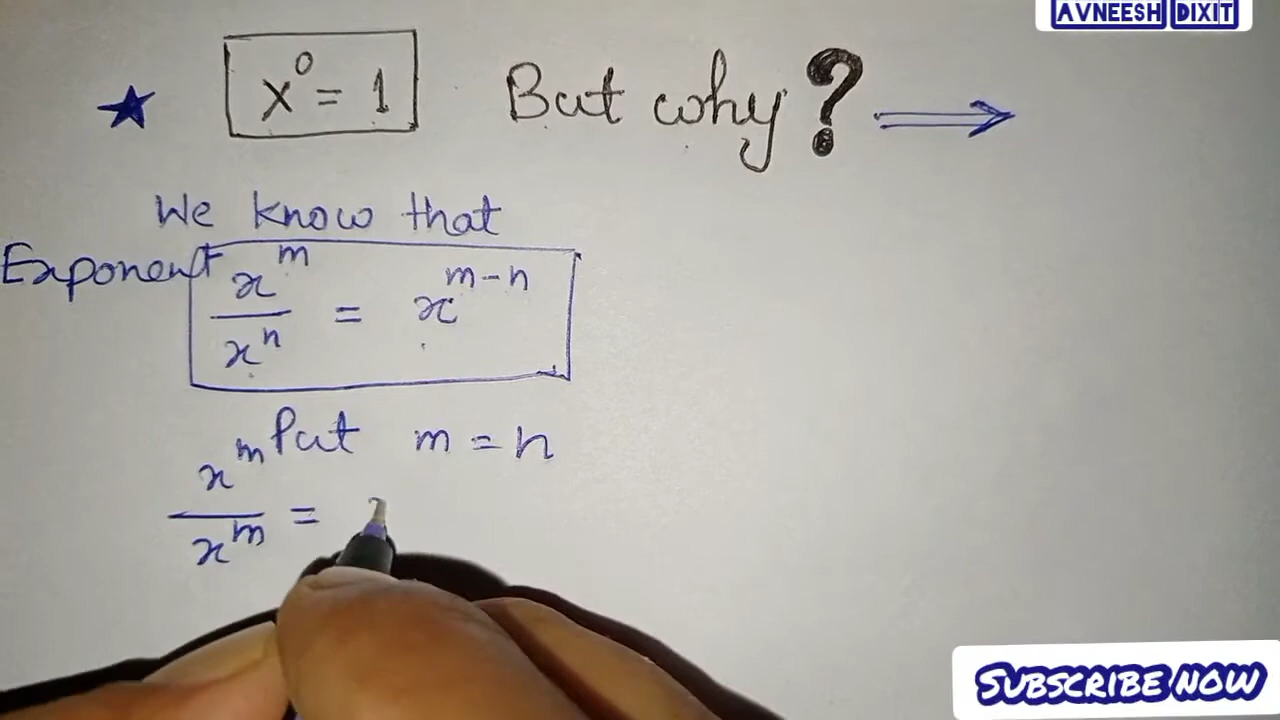 AVNEESH DIXIT
★ x⁰ = 1 But why? ⟹
We know that
Exponent
xᵐ/xⁿ = xᵐ⁻ⁿ
Put m = n
xᵐ/xᵐ =
SUBSCRIBE NOW